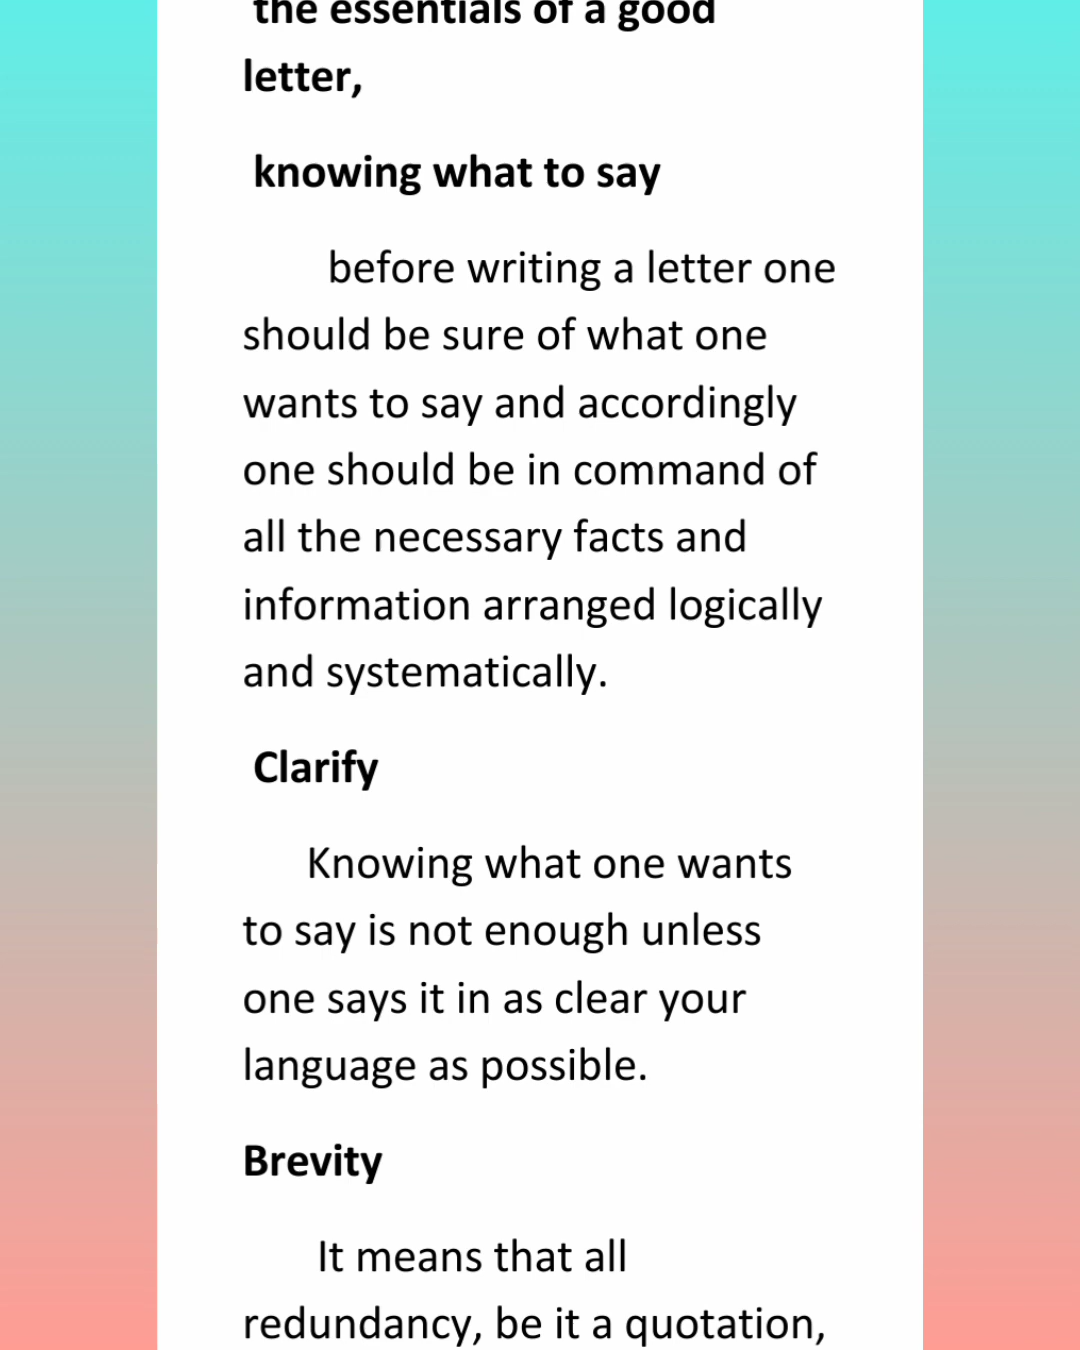 the essentials of a good
letter,
knowing what to say
before writing a letter one
should be sure of what one
wants to say and accordingly
one should be in command of
all the necessary facts and
information arranged logically
and systematically.
Clarify
Knowing what one wants
to say is not enough unless
one says it in as clear your
language as possible.
Brevity
It means that all
redundancy, be it a quotation,